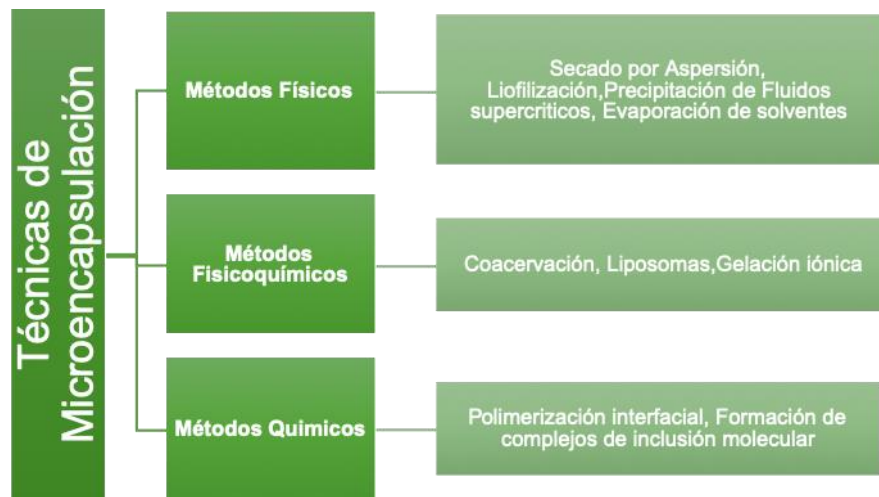 Técnicas de
Microencapsulación
Métodos Físicos
Secado por Aspersión,
Liofilización,Precipitación de Fluidos
supercriticos, Evaporación de solventes
Métodos
Fisicoquímicos
Coacervación, Liposomas,Gelación iónica
Métodos Quimicos
Polimerización interfacial, Formación de
complejos de inclusión molecular